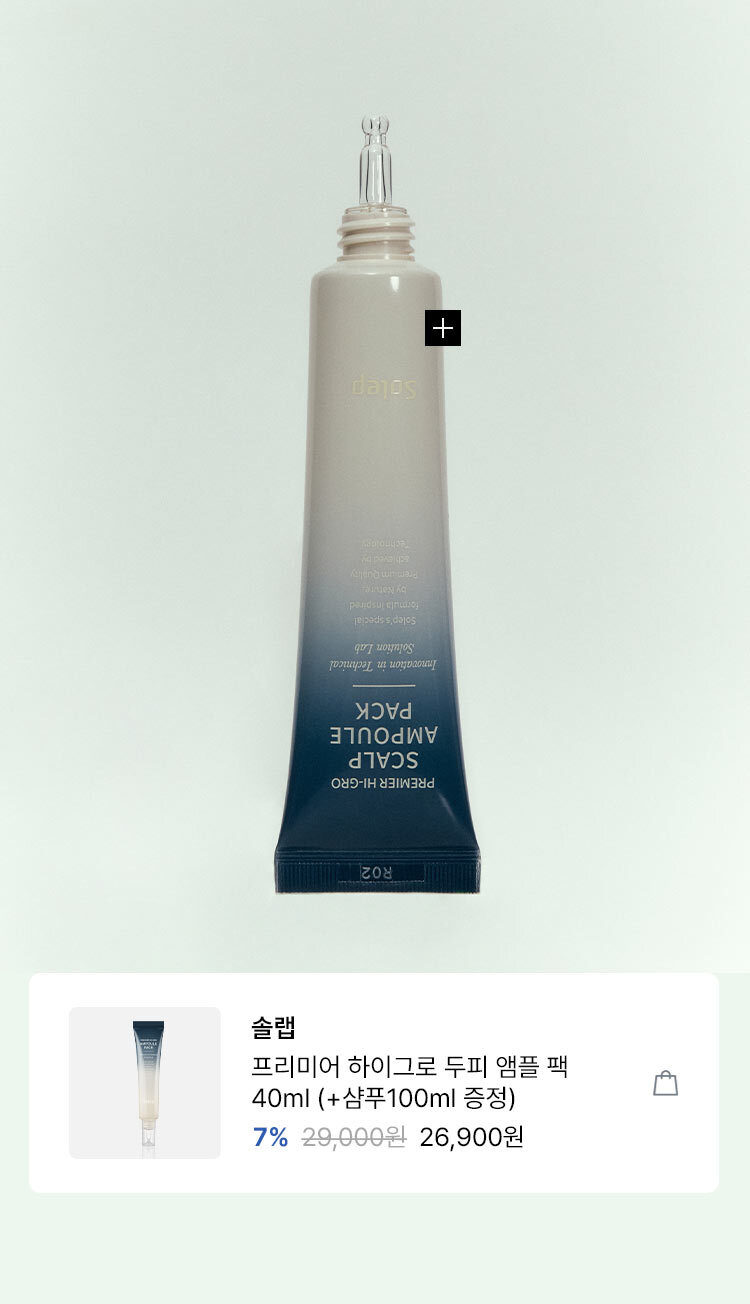 Solep
Technology.
achieved by
Premium Quality
by Nature,
formula inspired
Solep's special
Solution Lab
Innovation in Technical
PACK
AMPOULE
SCALP
PREMIER HI-GRO
R02
솔랩
프리미어 하이그로 두피 앰플 팩
40ml (+샴푸100ml 증정)
7% 29,000원 26,900원